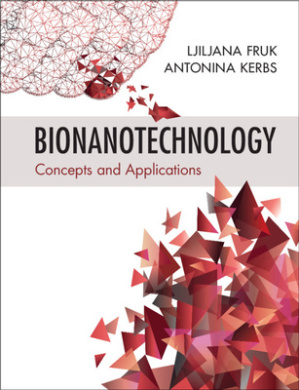 LJILJANA FRUK
ANTONINA KERBS
BIONANOTECHNOLOGY
Concepts and Applications